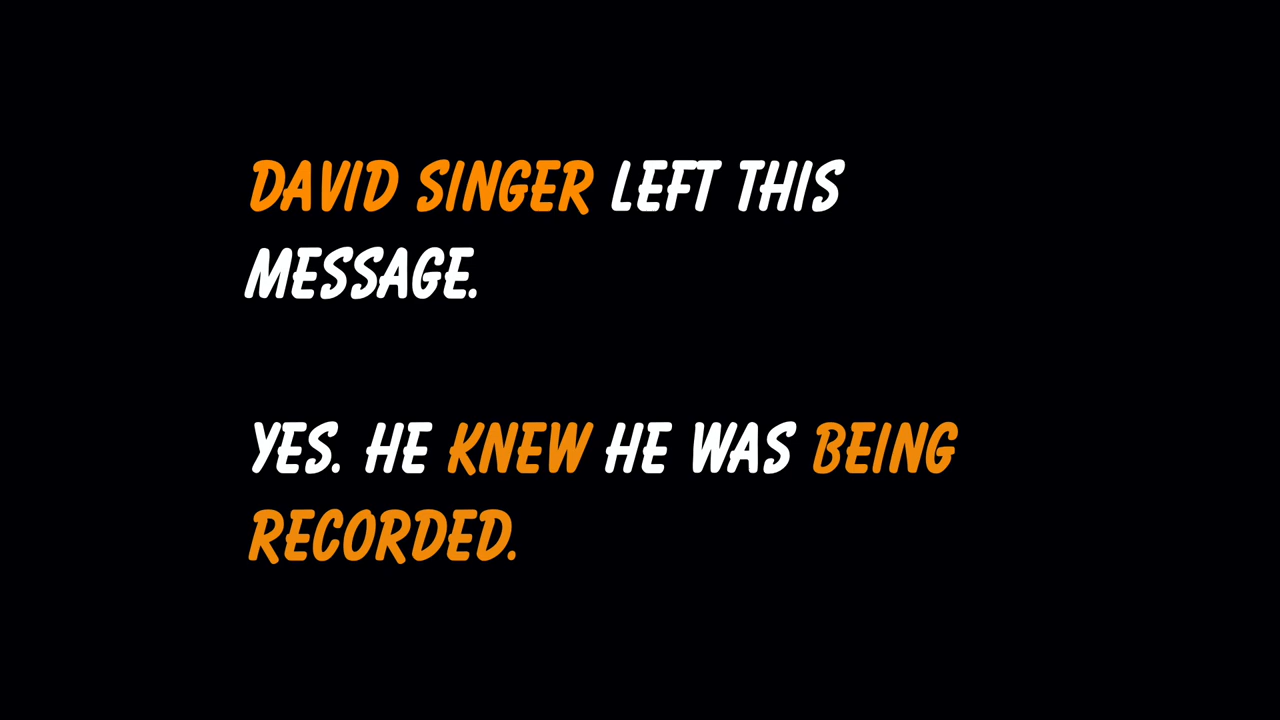 DAVID SINGER LEFT THIS
MESSAGE.
YES. HE KNEW HE WAS BEING
RECORDED.